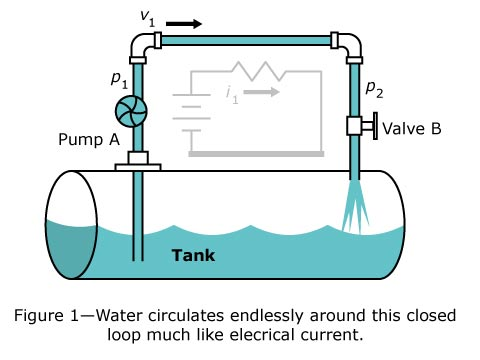 v1
p1
i1
p2
Pump A
Valve B
Tank
Figure 1—Water circulates endlessly around this closed
loop much like elecrical current.